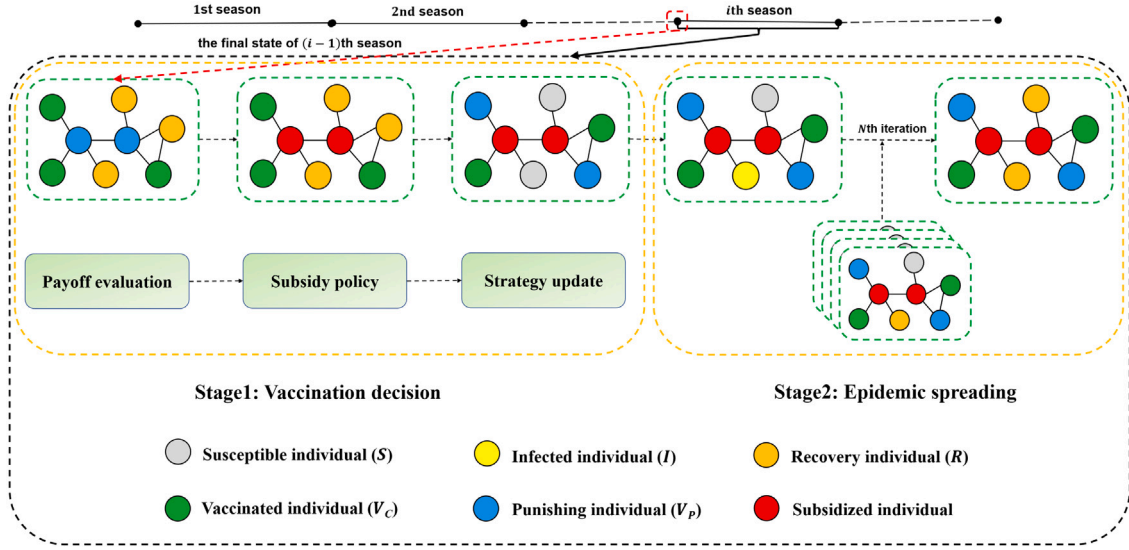 1st season
2nd season
ith season
the final state of (i − 1)th season
Nth iteration
Payoff evaluation
Subsidy policy
Strategy update
Stage1: Vaccination decision
Stage2: Epidemic spreading
Susceptible individual (S)
Infected individual (I)
Recovery individual (R)
Vaccinated individual (V_C)
Punishing individual (V_P)
Subsidized individual